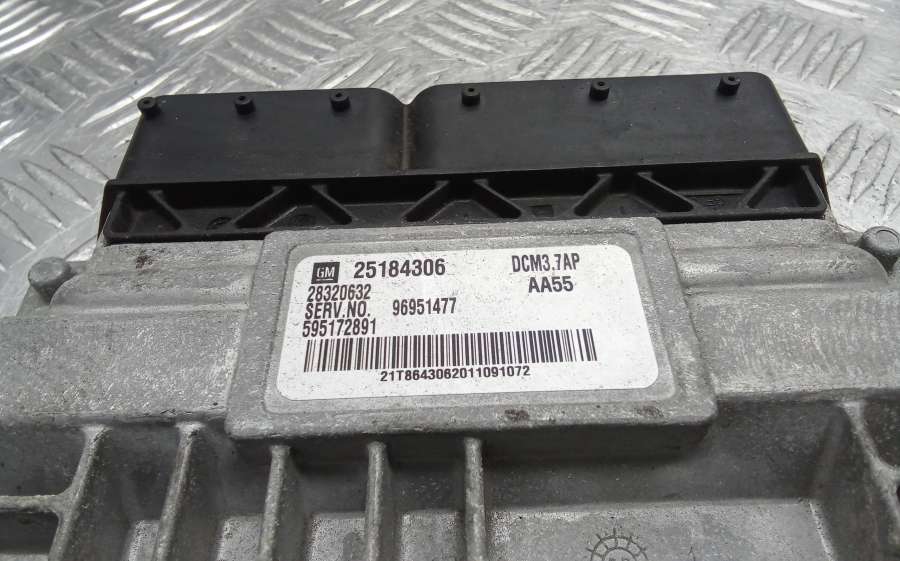 GM 25184306 DCM3.7AP
28320632 AA55
SERV.NO. 96951477
595172891
21T8643062011091072